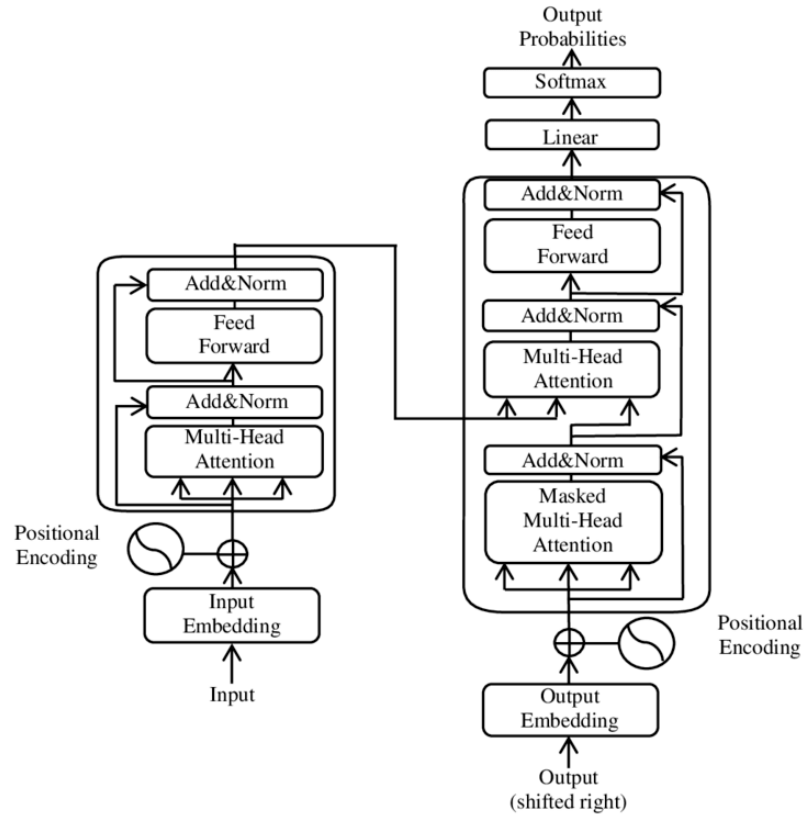 Output
Probabilities
Softmax
Linear
Add&Norm
Feed
Forward
Add&Norm
Multi-Head
Attention
Add&Norm
Masked
Multi-Head
Attention
Positional
Encoding
Output
Embedding
Output
(shifted right)
Add&Norm
Feed
Forward
Add&Norm
Multi-Head
Attention
Positional
Encoding
Input
Embedding
Input